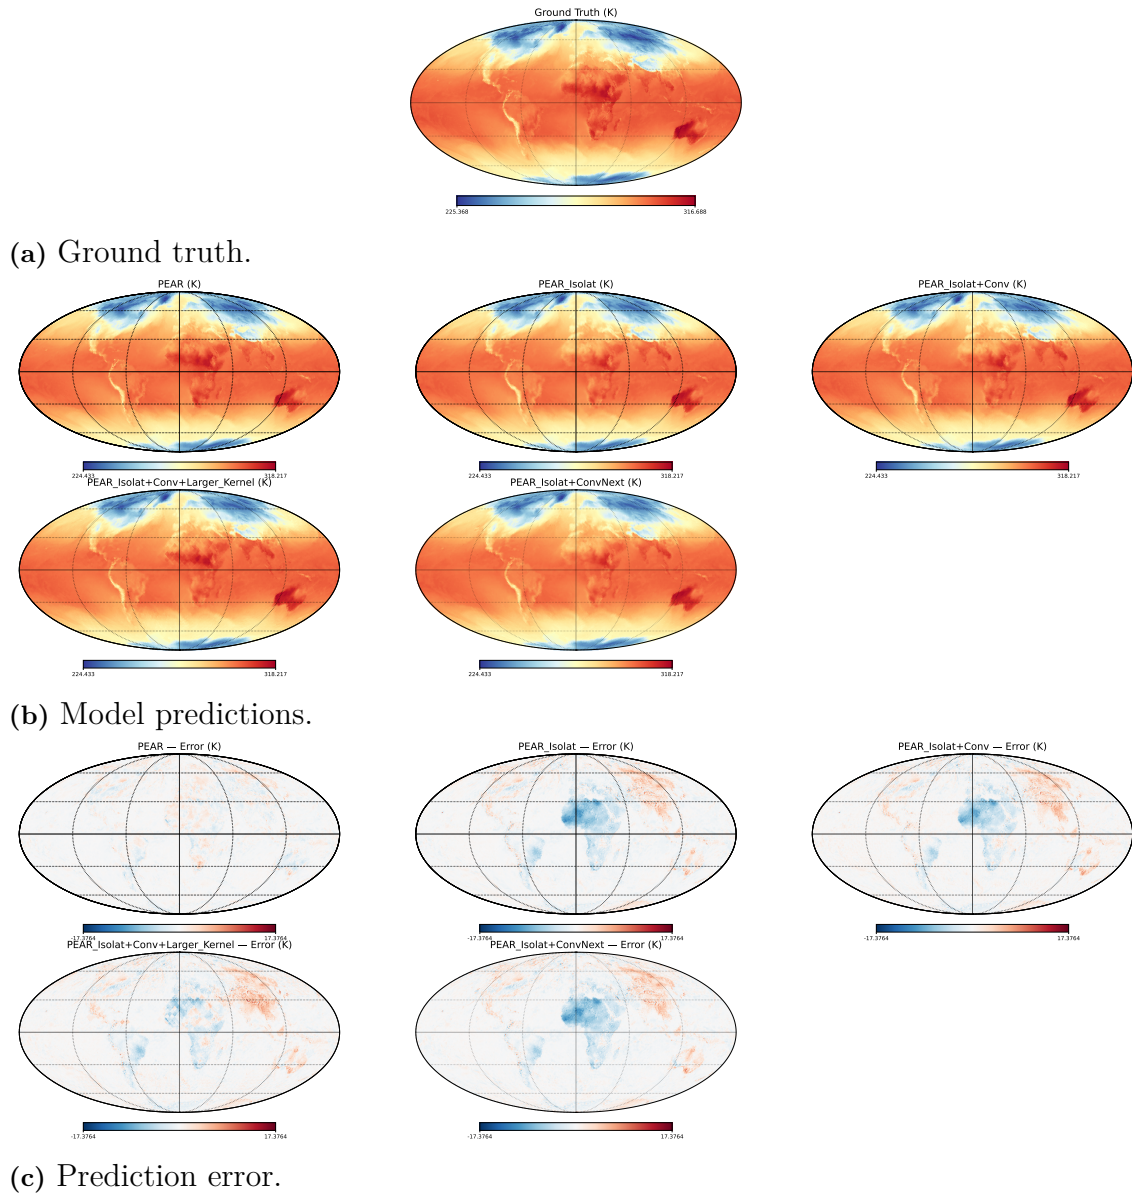 Ground Truth (K)
225.368 316.688
(a) Ground truth.
PEAR (K) PEAR_Isolat (K) PEAR_Isolat+Conv (K)
224.433 318.217 224.433 318.217 224.433 318.217
PEAR_Isolat+Conv+Larger_Kernel (K) PEAR_Isolat+ConvNext (K)
224.433 318.217 224.433 318.217
(b) Model predictions.
PEAR — Error (K) PEAR_Isolat — Error (K) PEAR_Isolat+Conv — Error (K)
-17.3764 17.3764 -17.3764 17.3764 -17.3764 17.3764
PEAR_Isolat+Conv+Larger_Kernel — Error (K) PEAR_Isolat+ConvNext — Error (K)
-17.3764 17.3764 -17.3764 17.3764
(c) Prediction error.